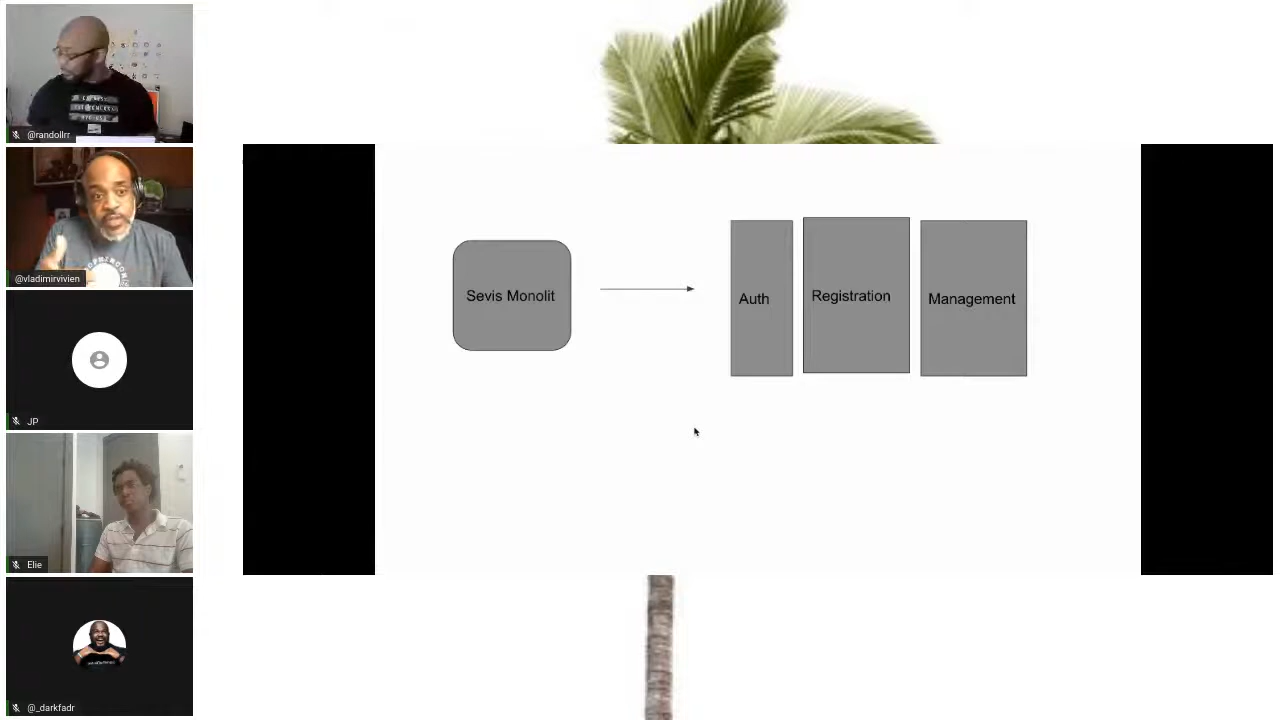 @randollrr
@vladimirvivien
JP
Elie
@_darkfadr
Sevis Monolit
Auth
Registration
Management